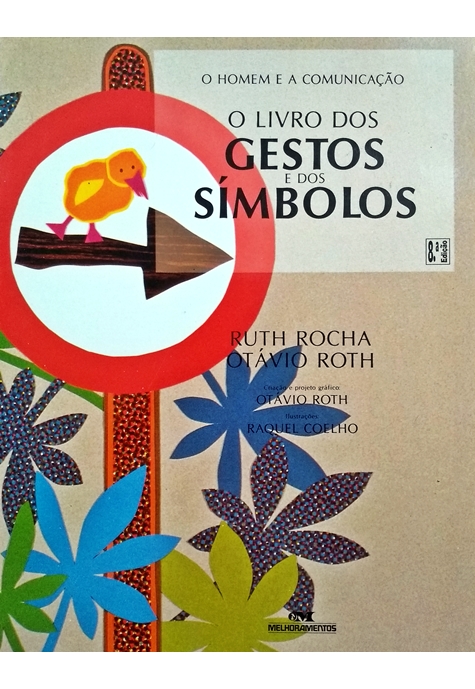 O HOMEM E A COMUNICAÇÃO
O LIVRO DOS
GESTOS
E DOS
SÍMBOLOS
8.ª Edição
RUTH ROCHA
OTÁVIO ROTH
Criação e projeto gráfico:
OTÁVIO ROTH
Ilustrações:
RAQUEL COELHO
MELHORAMENTOS